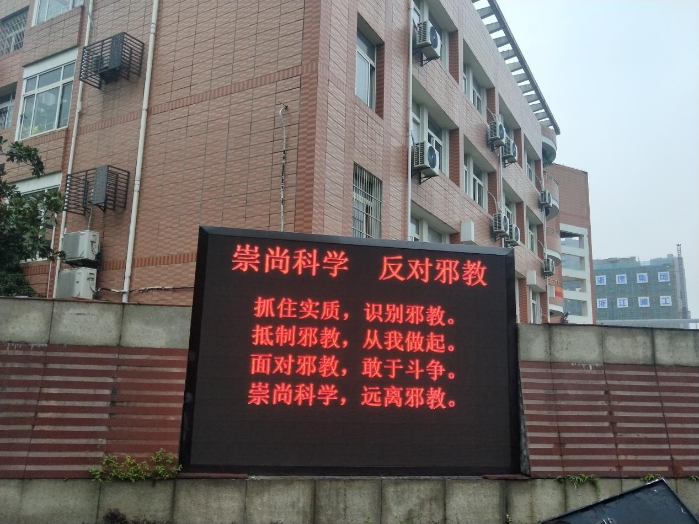 崇尚科学 反对邪教
抓住实质，识别邪教。
抵制邪教，从我做起。
面对邪教，敢于斗争。
崇尚科学，远离邪教。